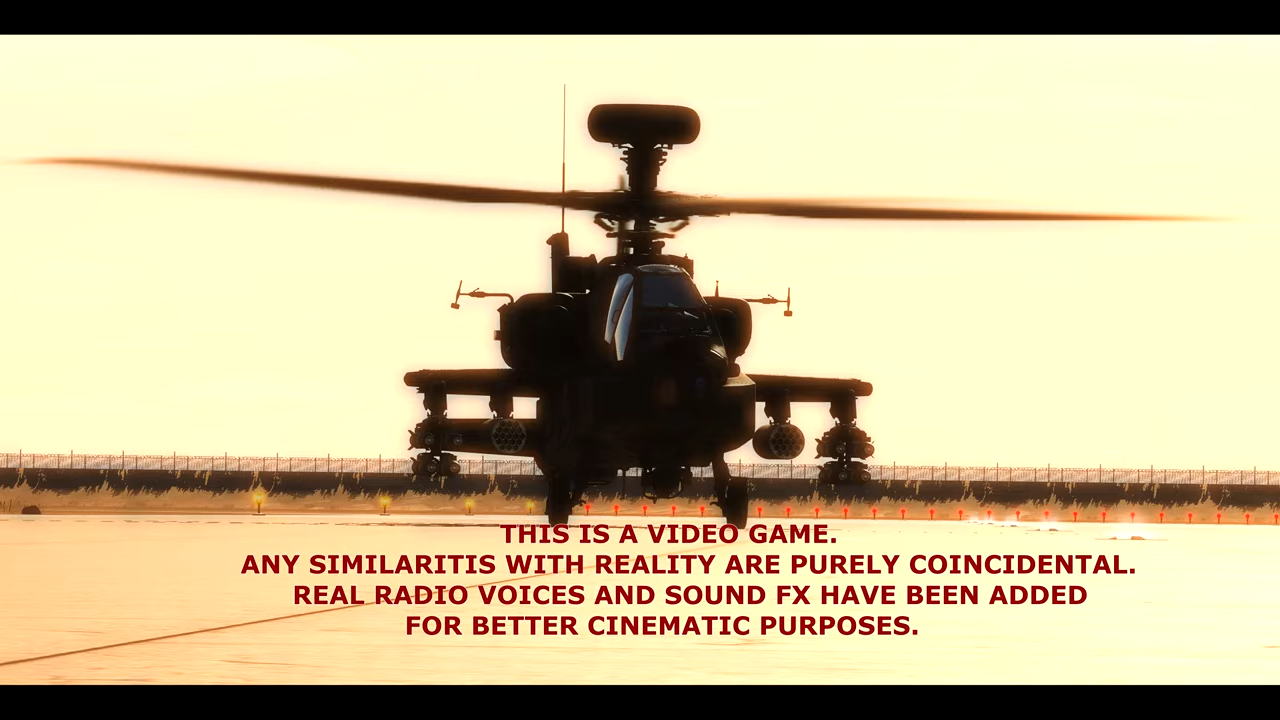 THIS IS A VIDEO GAME.
ANY SIMILARITIS WITH REALITY ARE PURELY COINCIDENTAL.
REAL RADIO VOICES AND SOUND FX HAVE BEEN ADDED
FOR BETTER CINEMATIC PURPOSES.